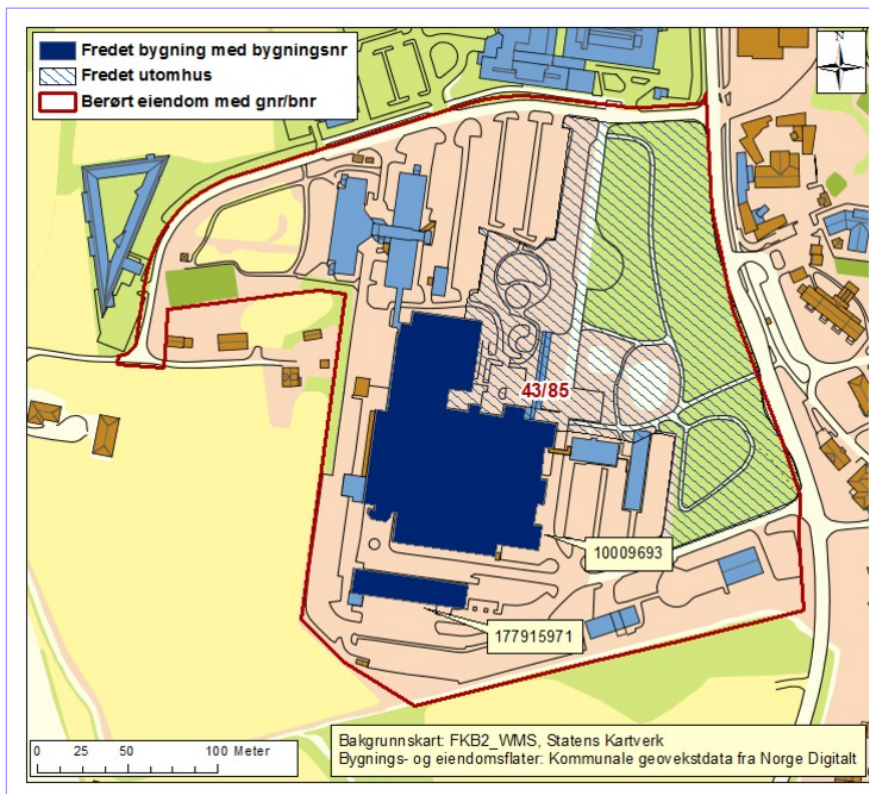 Fredet bygning med bygningsnr
Fredet utomhus
Berørt eiendom med gnr/bnr
N
43/85
10009693
177915971
0 25 50 100 Meter
Bakgrunnskart: FKB2_WMS, Statens Kartverk
Bygnings- og eiendomsflater: Kommunale geovekstdata fra Norge Digitalt